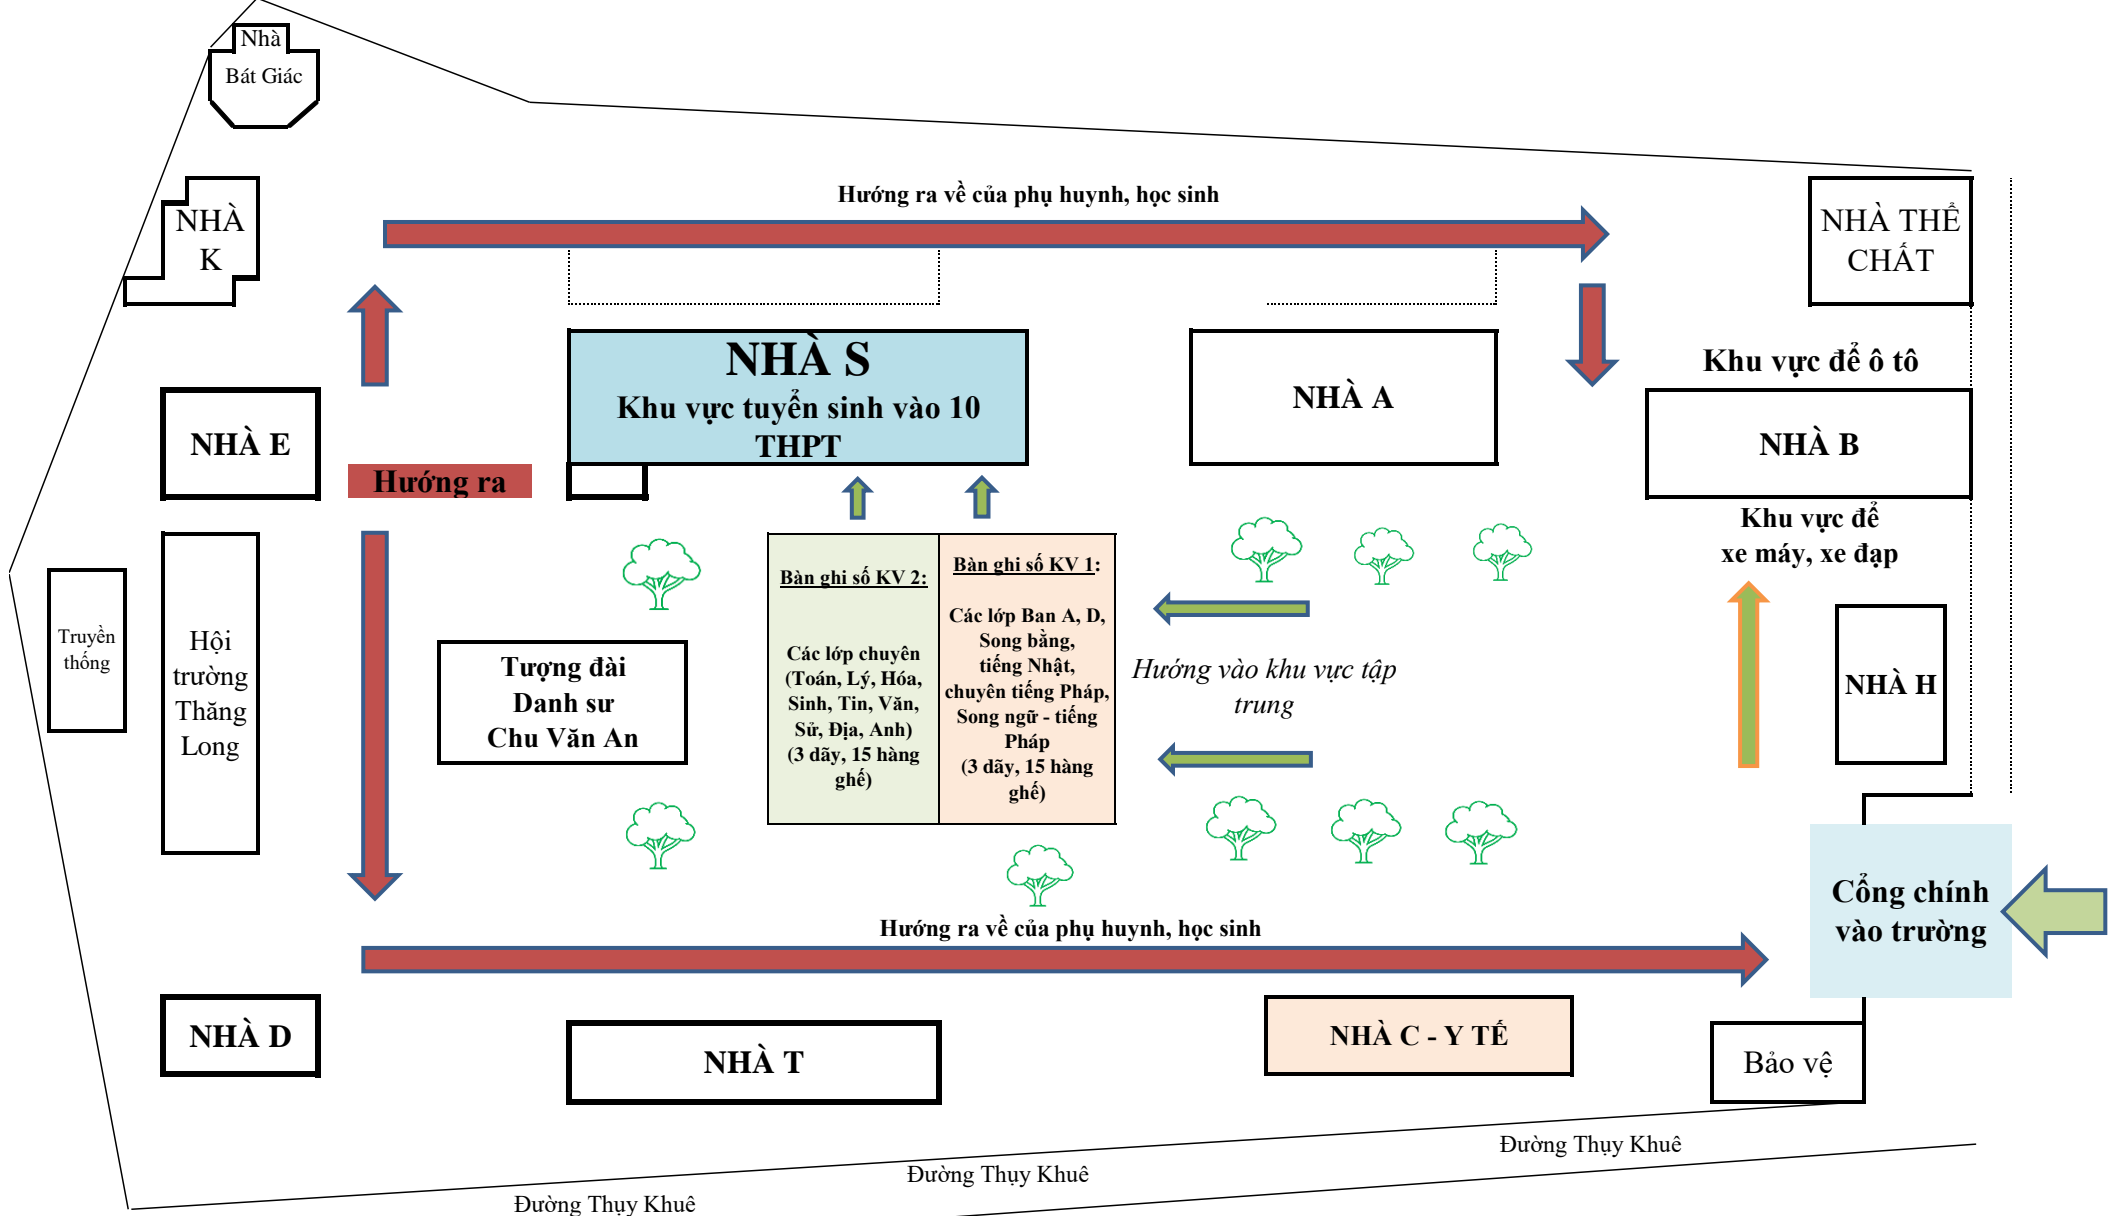 Nhà
Bát Giác
Hướng ra về của phụ huynh, học sinh
NHÀ
K
NHÀ THỂ
CHẤT
NHÀ S
Khu vực tuyển sinh vào 10
THPT
NHÀ A
Khu vực để ô tô
NHÀ B
NHÀ E
Hướng ra
Khu vực để
xe máy, xe đạp
Bàn ghi số KV 2:
Các lớp chuyên
(Toán, Lý, Hóa,
Sinh, Tin, Văn,
Sử, Địa, Anh)
(3 dãy, 15 hàng
ghế)
Bàn ghi số KV 1:
Các lớp Ban A, D,
Song bằng,
tiếng Nhật,
chuyên tiếng Pháp,
Song ngữ - tiếng
Pháp
(3 dãy, 15 hàng
ghế)
Truyền
thống
Hội
trường
Thăng
Long
Tượng đài
Danh sư
Chu Văn An
Hướng vào khu vực tập
trung
NHÀ H
Cổng chính
vào trường
Hướng ra về của phụ huynh, học sinh
NHÀ D
NHÀ T
NHÀ C - Y TẾ
Bảo vệ
Đường Thụy Khuê
Đường Thụy Khuê
Đường Thụy Khuê